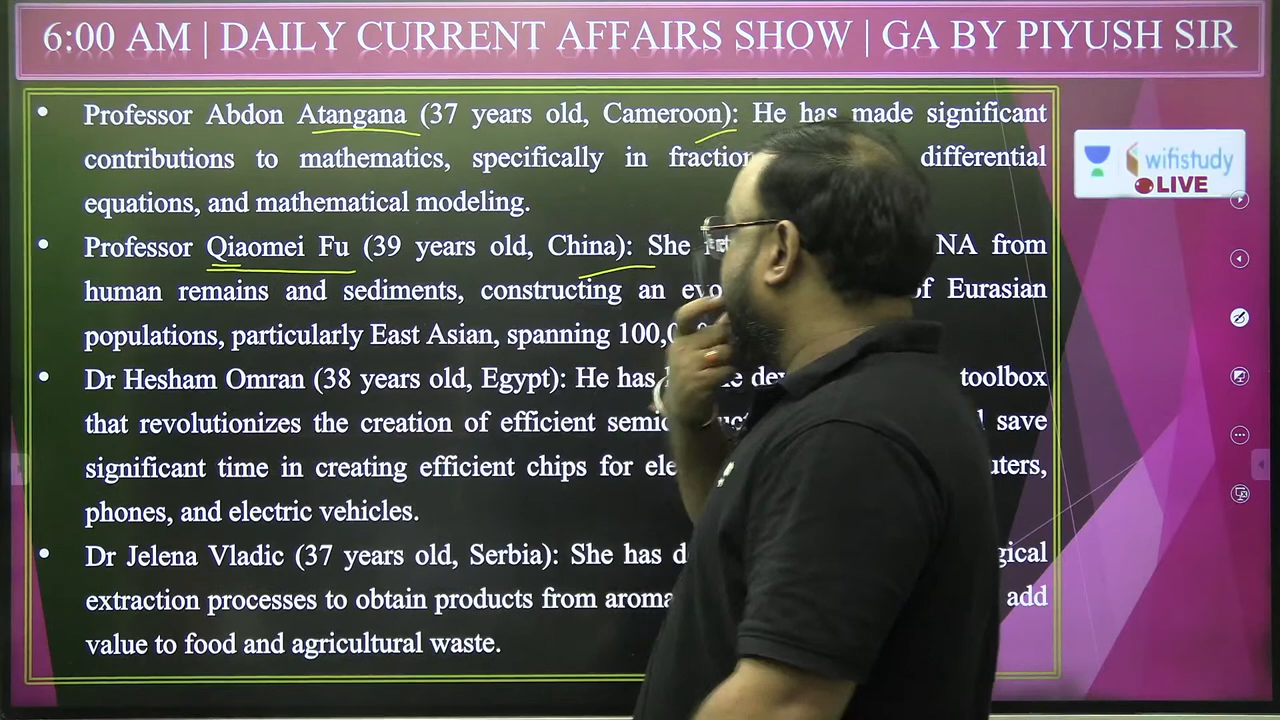 6:00 AM | DAILY CURRENT AFFAIRS SHOW | GA BY PIYUSH SIR
• Professor Abdon Atangana (37 years old, Cameroon): He has made significant
contributions to mathematics, specifically in differential
equations, and mathematical modeling.
• Professor Qiaomei Fu (39 years old, China): She from
human remains and sediments, constructing an of Eurasian
populations, particularly East Asian, spanning
• Dr Hesham Omran (38 years old, Egypt): He has toolbox
that revolutionizes the creation of efficient save
significant time in creating efficient chips for
phones, and electric vehicles.
• Dr Jelena Vladic (37 years old, Serbia): She has
extraction processes to obtain products from add
value to food and agricultural waste.
wifistudy
LIVE